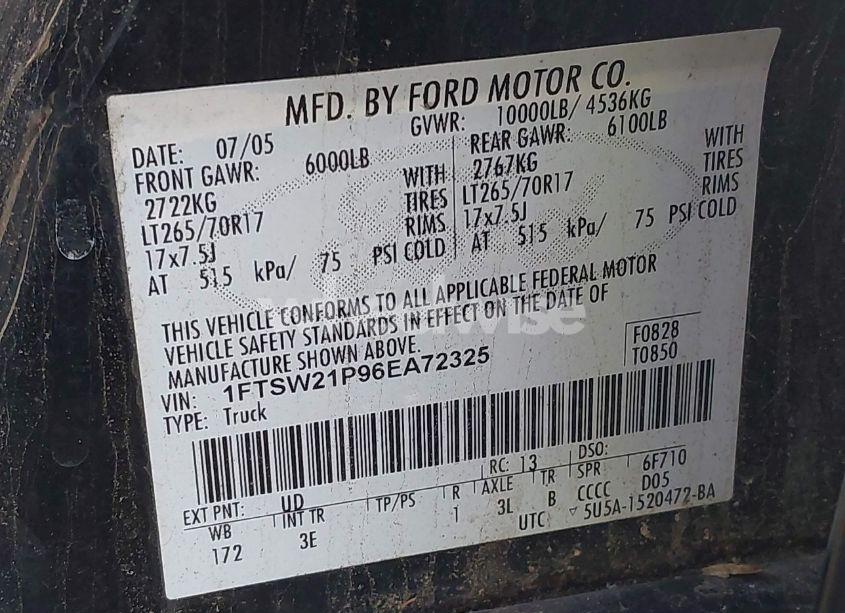 MFD. BY FORD MOTOR CO.
DATE: 07/05 GVWR: 10000LB/ 4536KG
FRONT GAWR: 6000LB REAR GAWR: 6100LB
2722KG WITH 2767KG WITH
LT265/70R17 TIRES LT265/70R17 TIRES
17x7.5J RIMS 17x7.5J RIMS
AT 515 kPa/ 75 PSI COLD AT 515 kPa/ 75 PSI COLD
THIS VEHICLE CONFORMS TO ALL APPLICABLE FEDERAL MOTOR
VEHICLE SAFETY STANDARDS IN EFFECT ON THE DATE OF
MANUFACTURE SHOWN ABOVE.
VIN: 1FTSW21P96EA72325 F0828
TYPE: Truck T0850
EXT PNT: UD RC: 13 DSO:
WB INT TR TP/PS R AXLE TR SPR 6F710
172 3E 1 3L B CCCC D05
UTC ▽ 5U5A-1520472-BA